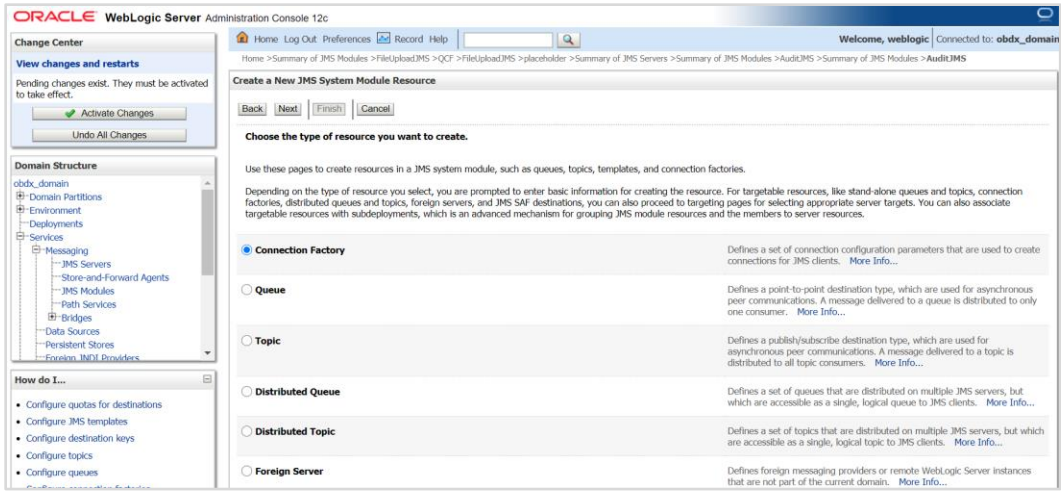 ORACLE WebLogic Server Administration Console 12c
Change Center
View changes and restarts
Pending changes exist. They must be activated
to take effect.
Activate Changes
Undo All Changes
Domain Structure
obdx_domain
Domain Partitions
Environment
Deployments
Services
Messaging
JMS Servers
Store-and-Forward Agents
JMS Modules
Path Services
Bridges
Data Sources
Persistent Stores
Foreign JNDI Providers
How do I...
Configure quotas for destinations
Configure JMS templates
Configure destination keys
Configure topics
Configure queues
Configure connection factories
Home Log Out Preferences Record Help
Welcome, weblogic Connected to: obdx_domain
Home >Summary of JMS Modules >FileUploadJMS >QCF >FileUploadJMS >placeholder >Summary of JMS Servers >Summary of JMS Modules >AuditJMS >Summary of JMS Modules >AuditJMS
Create a New JMS System Module Resource
Back Next Finish Cancel
Choose the type of resource you want to create.
Use these pages to create resources in a JMS system module, such as queues, topics, templates, and connection factories.
Depending on the type of resource you select, you are prompted to enter basic information for creating the resource. For targetable resources, like stand-alone queues and topics, connection
factories, distributed queues and topics, foreign servers, and JMS SAF destinations, you can also proceed to targeting pages for selecting appropriate server targets. You can also associate
targetable resources with subdeployments, which is an advanced mechanism for grouping JMS module resources and the members to server resources.
Connection Factory
Defines a set of connection configuration parameters that are used to create
connections for JMS clients. More Info...
Queue
Defines a point-to-point destination type, which are used for asynchronous
peer communications. A message delivered to a queue is distributed to only
one consumer. More Info...
Topic
Defines a publish/subscribe destination type, which are used for
asynchronous peer communications. A message delivered to a topic is
distributed to all topic consumers. More Info...
Distributed Queue
Defines a set of queues that are distributed on multiple JMS servers, but
which are accessible as a single, logical queue to JMS clients. More Info...
Distributed Topic
Defines a set of topics that are distributed on multiple JMS servers, but which
are accessible as a single, logical topic to JMS clients. More Info...
Foreign Server
Defines foreign messaging providers or remote WebLogic Server instances
that are not part of the current domain. More Info...